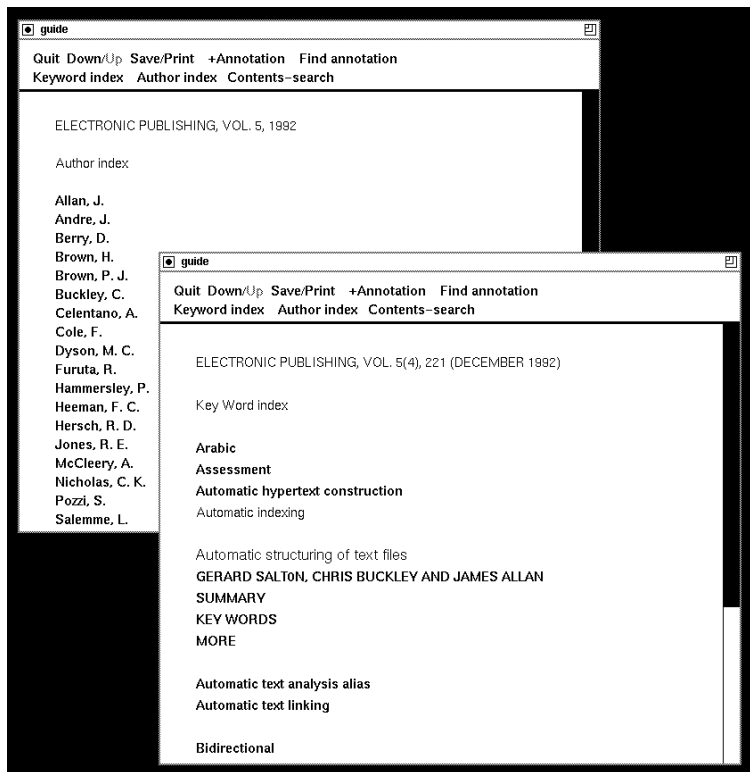 guide
Quit Down/Up Save/Print +Annotation Find annotation
Keyword index Author index Contents-search
ELECTRONIC PUBLISHING, VOL. 5, 1992
Author index
Allan, J.
Andre, J.
Berry, D.
Brown, H.
Brown, P. J.
Buckley, C.
Celentano, A.
Cole, F.
Dyson, M. C.
Furuta, R.
Hammersley, P.
Heeman, F. C.
Hersch, R. D.
Jones, R. E.
McCleery, A.
Nicholas, C. K.
Pozzi, S.
Salemme, L.
guide
Quit Down/Up Save/Print +Annotation Find annotation
Keyword index Author index Contents-search
ELECTRONIC PUBLISHING, VOL. 5(4), 221 (DECEMBER 1992)
Key Word index
Arabic
Assessment
Automatic hypertext construction
Automatic indexing
Automatic structuring of text files
GERARD SALTON, CHRIS BUCKLEY AND JAMES ALLAN
SUMMARY
KEY WORDS
MORE
Automatic text analysis alias
Automatic text linking
Bidirectional